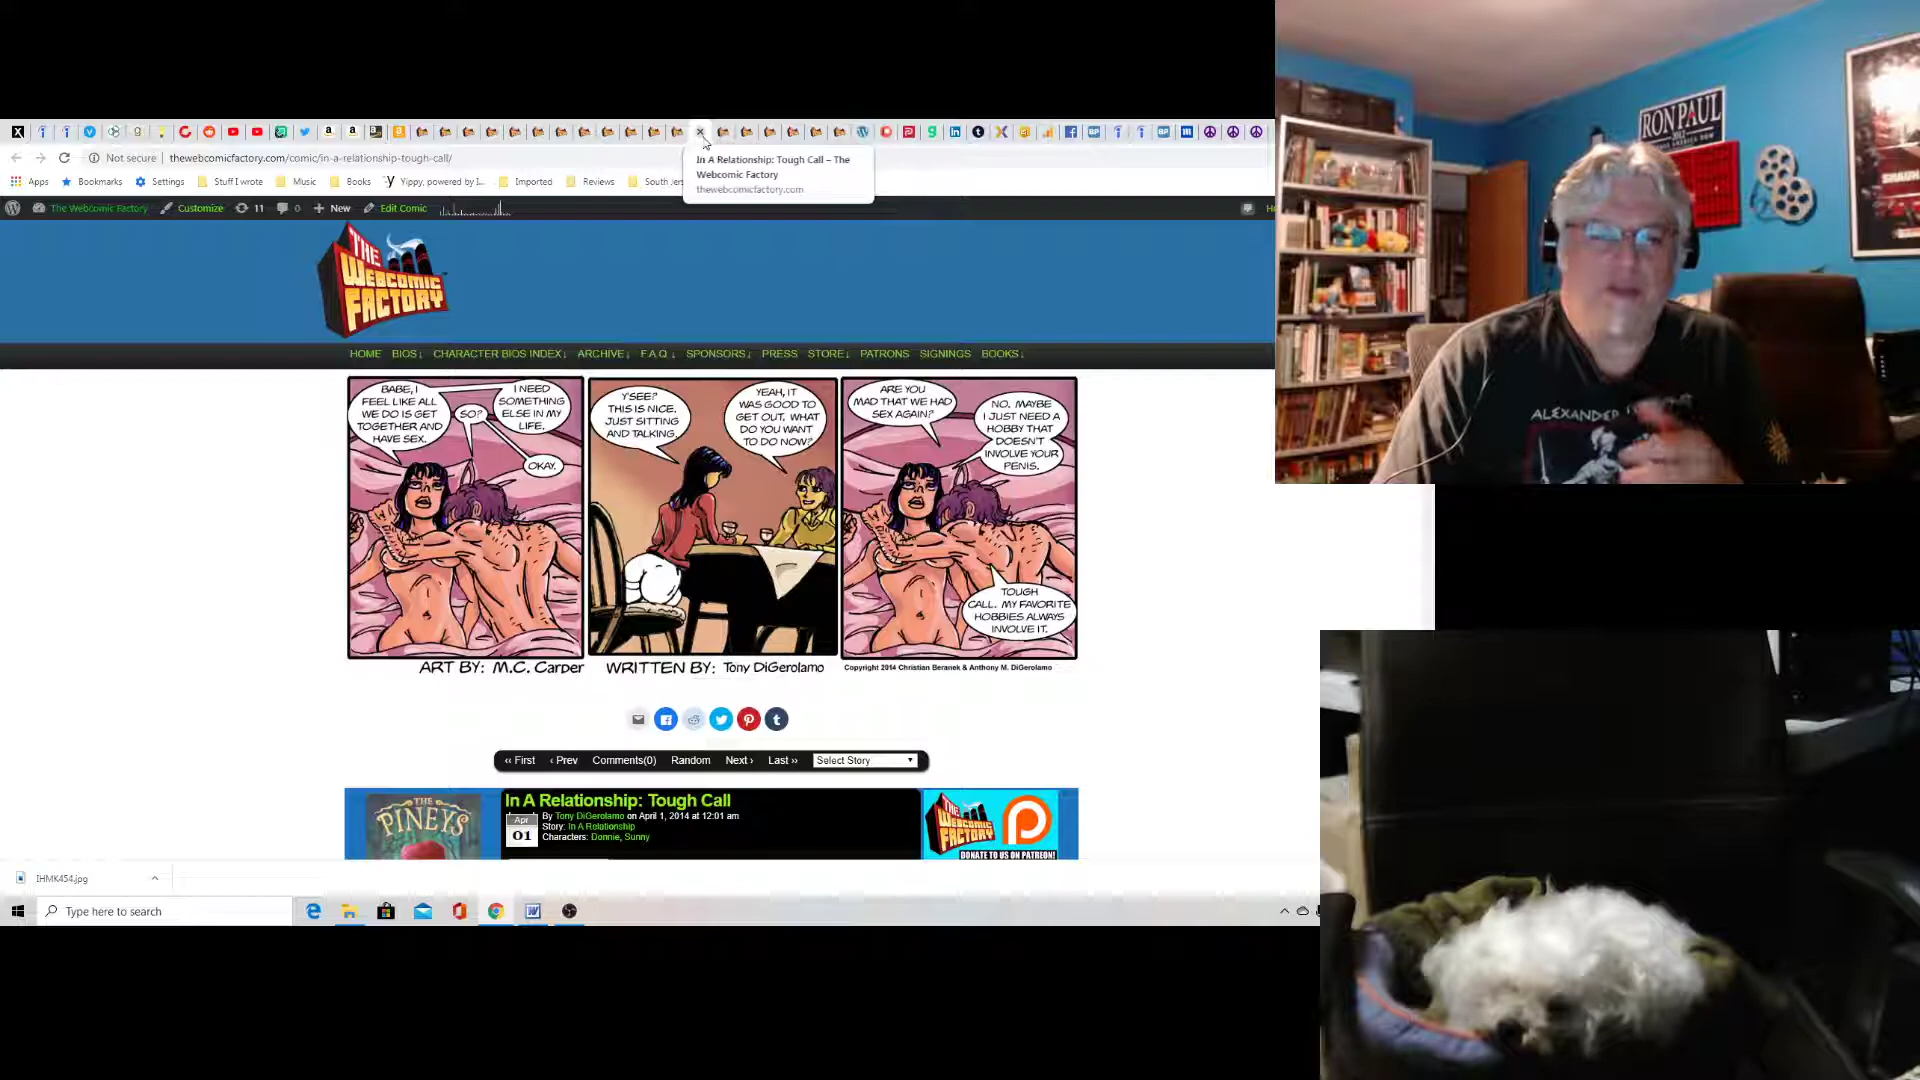 Not secure | thewebcomicfactory.com/comic/in-a-relationship-tough-call/
In A Relationship: Tough Call – The
Webcomic Factory
thewebcomicfactory.com
Apps Bookmarks Settings Stuff I wrote Music Books Yippy, powered by I... Imported Reviews South Jers
The Webcomic Factory Customize 11 0 New Edit Comic
THE
WEBCOMIC
FACTORY
HOME BIOS↓ CHARACTER BIOS INDEX↓ ARCHIVE↓ F.A.Q. ↓ SPONSORS↓ PRESS STORE↓ PATRONS SIGNINGS BOOKS↓
BABE, I
FEEL LIKE ALL
WE DO IS GET
TOGETHER AND
HAVE SEX.
SO?
I NEED
SOMETHING
ELSE IN MY
LIFE.
OKAY.
Y'SEE?
THIS IS NICE.
JUST SITTING
AND TALKING.
YEAH, IT
WAS GOOD TO
GET OUT. WHAT
DO YOU WANT
TO DO NOW?
ARE YOU
MAD THAT WE HAD
SEX AGAIN?
NO. MAYBE
I JUST NEED A
HOBBY THAT
DOESN'T
INVOLVE YOUR
PENIS.
TOUGH
CALL. MY FAVORITE
HOBBIES ALWAYS
INVOLVE IT.
ART BY: M.C. Carper WRITTEN BY: Tony DiGerolamo Copyright 2014 Christian Beranek & Anthony M. DiGerolamo
‹‹ First ‹ Prev Comments(0) Random Next › Last ›› Select Story
THE
PINEYS
In A Relationship: Tough Call
Apr
01
By Tony DiGerolamo on April 1, 2014 at 12:01 am
Story: In A Relationship
Characters: Donnie, Sunny
THE
WEBCOMIC
FACTORY
DONATE TO US ON PATREON!
IHMK454.jpg
Type here to search
RON PAUL
ALEXANDER